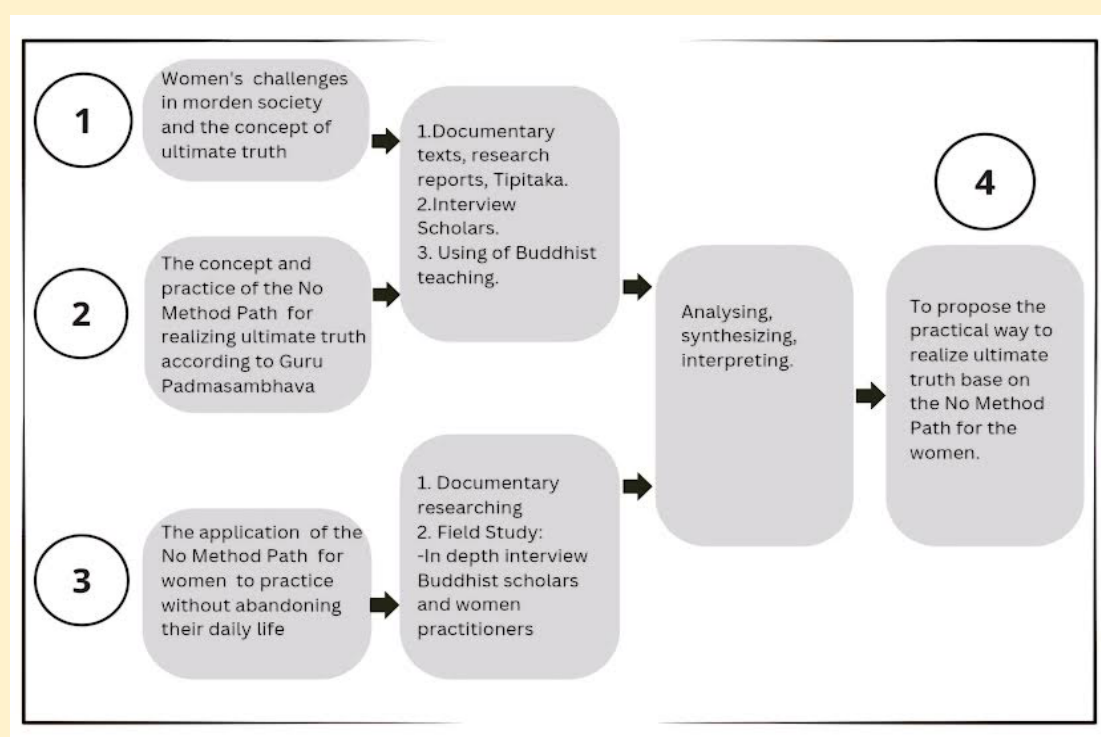 1
Women's challenges
in morden society
and the concept of
ultimate truth
2
The concept and
practice of the No
Method Path for
realizing ultimate truth
according to Guru
Padmasambhava
3
The application of the
No Method Path for
women to practice
without abandoning
their daily life
1.Documentary
texts, research
reports, Tipitaka.
2.Interview
Scholars.
3. Using of Buddhist
teaching.
1. Documentary
researching
2. Field Study:
-In depth interview
Buddhist scholars
and women
practitioners
Analysing,
synthesizing,
interpreting.
4
To propose the
practical way to
realize ultimate
truth base on
the No Method
Path for the
women.